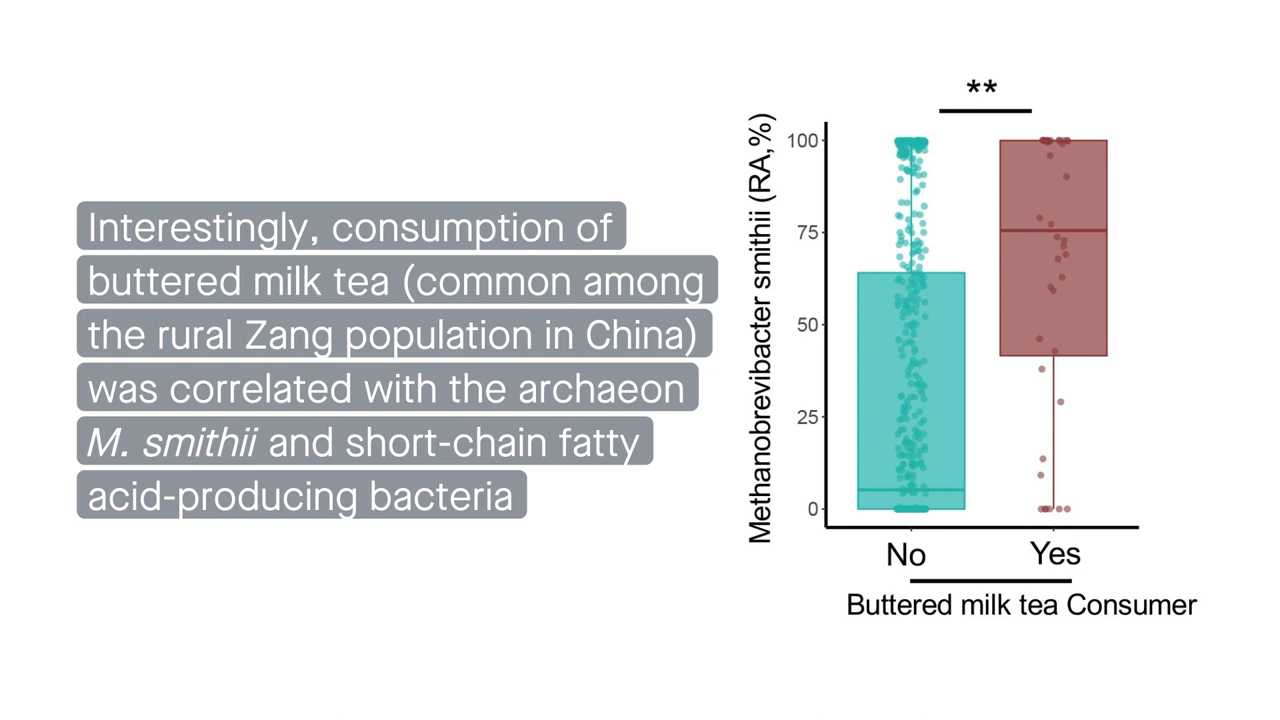 Interestingly, consumption of
buttered milk tea (common among
the rural Zang population in China)
was correlated with the archaeon
M. smithii and short-chain fatty
acid-producing bacteria
**
Methanobrevibacter smithii (RA,%)
100
75
50
25
0
No Yes
Buttered milk tea Consumer